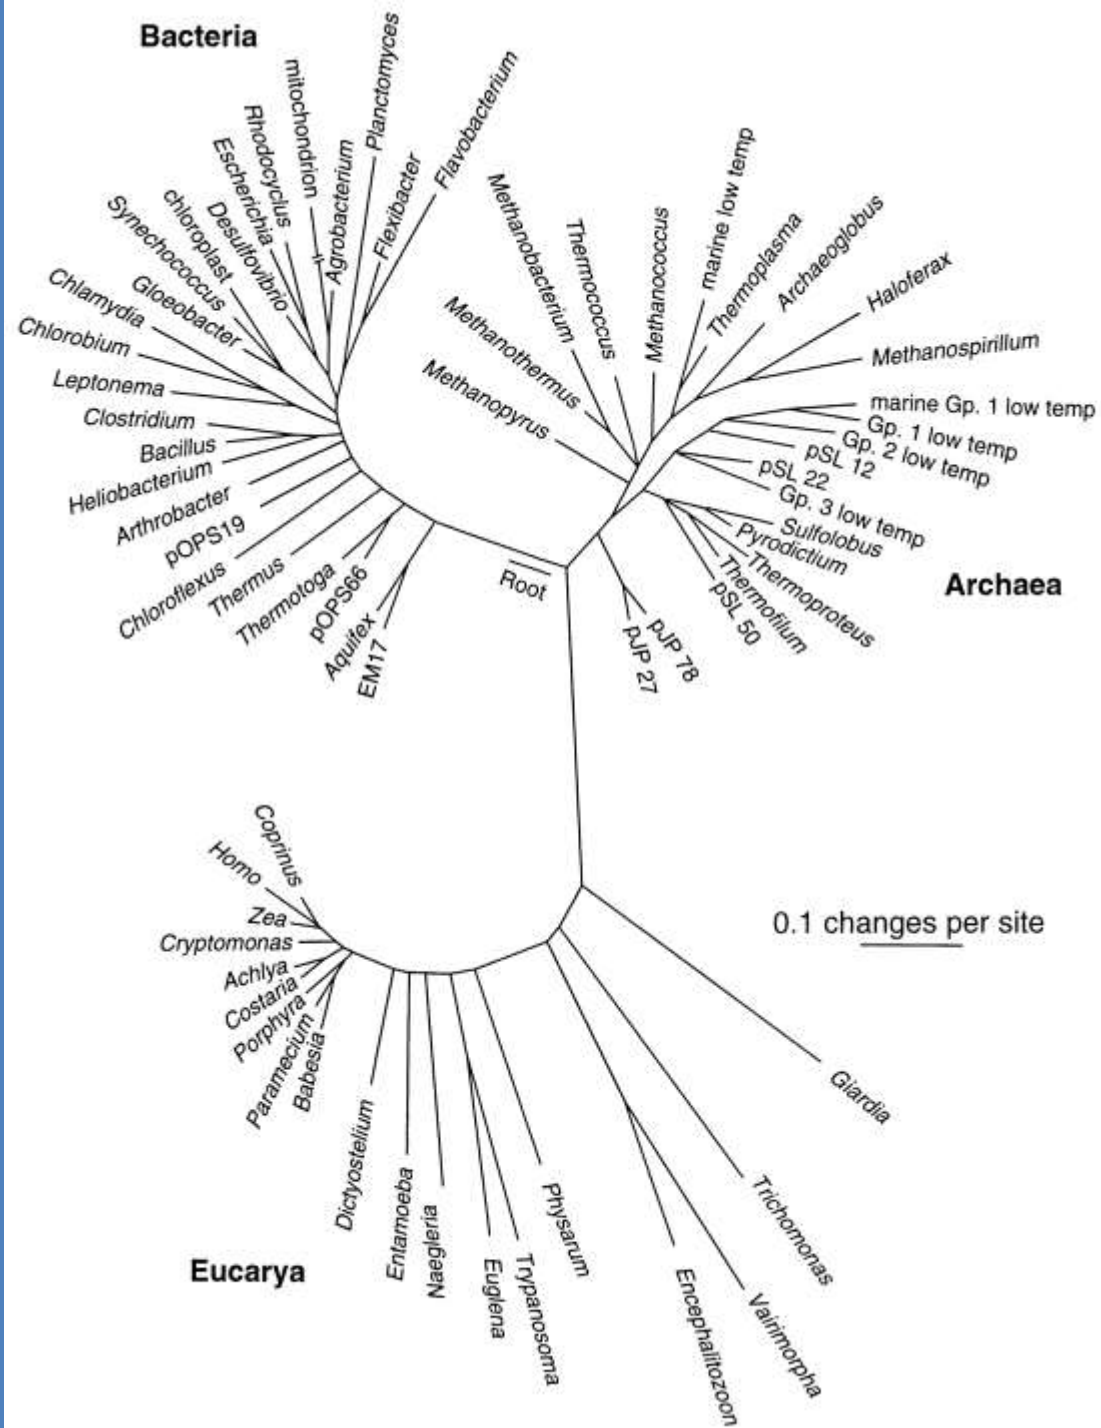 Bacteria
Planctomyces
mitochondrion
Flavobacterium
Rhodocyclus
Escherichia
Agrobacterium
Flexibacter
chloroplast
Desulfovibrio
Synechococcus
Gloeobacter
Chlamydia
Chlorobium
Leptonema
Clostridium
Bacillus
Heliobacterium
Arthrobacter
pOPS19
Chloroflexus
Thermus
Thermotoga
pOPS66
Aquifex
EM17
Root
Methanopyrus
Methanothermus
Methanobacterium
Thermococcus
Methanococcus
marine low temp
Thermoplasma
Archaeoglobus
Haloferax
Methanospirillum
marine Gp. 1 low temp
Gp. 1 low temp
Gp. 2 low temp
pSL 12
pSL 22
Gp. 3 low temp
Sulfolobus
Pyrodictium
Thermoproteus
Thermofilum
pSL 50
pJP 78
pJP 27
Archaea
Coprinus
Homo
Zea
Cryptomonas
Achlya
Costaria
Porphyra
Paramecium
Babesia
Dictyostelium
Entamoeba
Naegleria
Euglena
Trypanosoma
Physarum
Encephalitozoon
Vairimorpha
Trichomonas
Giardia
0.1 changes per site
Eucarya